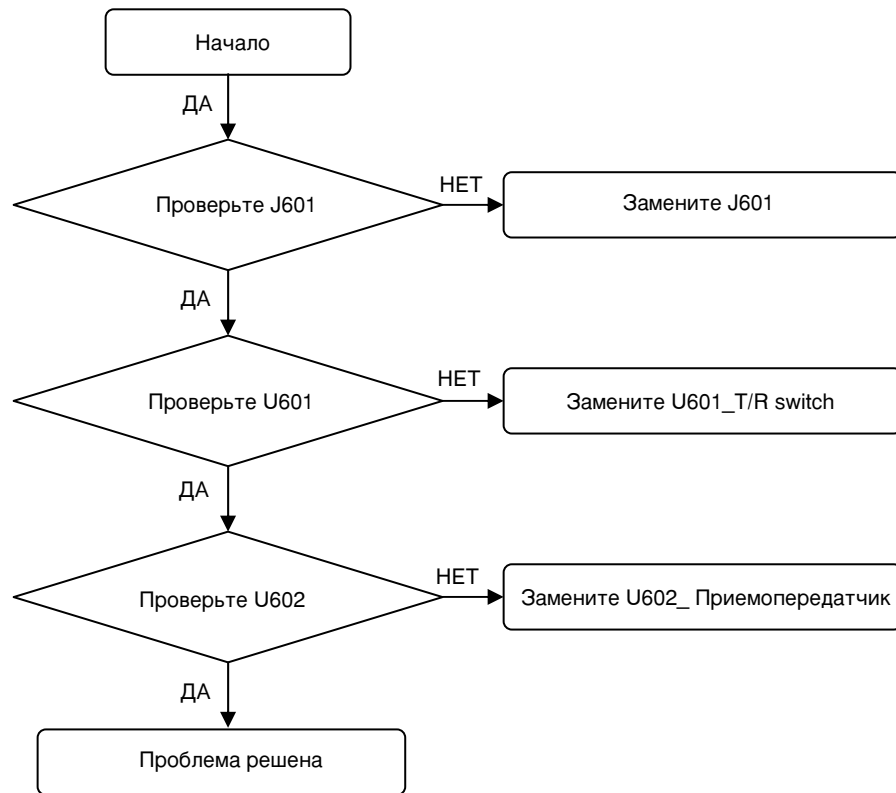 Начало
ДА
Проверьте J601
НЕТ
Замените J601
ДА
Проверьте U601
НЕТ
Замените U601_T/R switch
ДА
Проверьте U602
НЕТ
Замените U602_ Приемопередатчик
ДА
Проблема решена